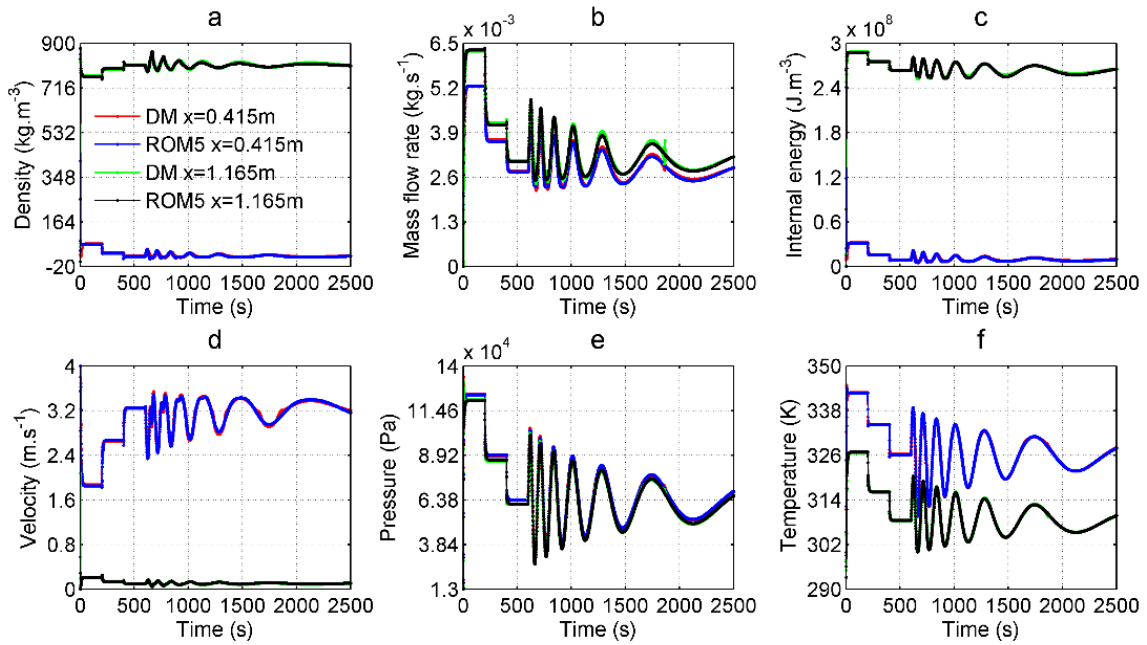 a
900
716
532
348
164
-20
Density (kg.m⁻³)
DM x=0.415m
ROM5 x=0.415m
DM x=1.165m
ROM5 x=1.165m
0 500 1000 1500 2000 2500
Time (s)
b
x 10⁻³
6.5
5.2
3.9
2.6
1.3
0
Mass flow rate (kg.s⁻¹)
0 500 1000 1500 2000 2500
Time (s)
c
x 10⁸
3
2.4
1.8
1.2
0.6
0
Internal energy (J.m⁻³)
0 500 1000 1500 2000 2500
Time (s)
d
4
3.2
2.4
1.6
0.8
0
Velocity (m.s⁻¹)
0 500 1000 1500 2000 2500
Time (s)
e
x 10⁴
14
11.46
8.92
6.38
3.84
1.3
Pressure (Pa)
0 500 1000 1500 2000 2500
Time (s)
f
350
338
326
314
302
290
Temperature (K)
0 500 1000 1500 2000 2500
Time (s)